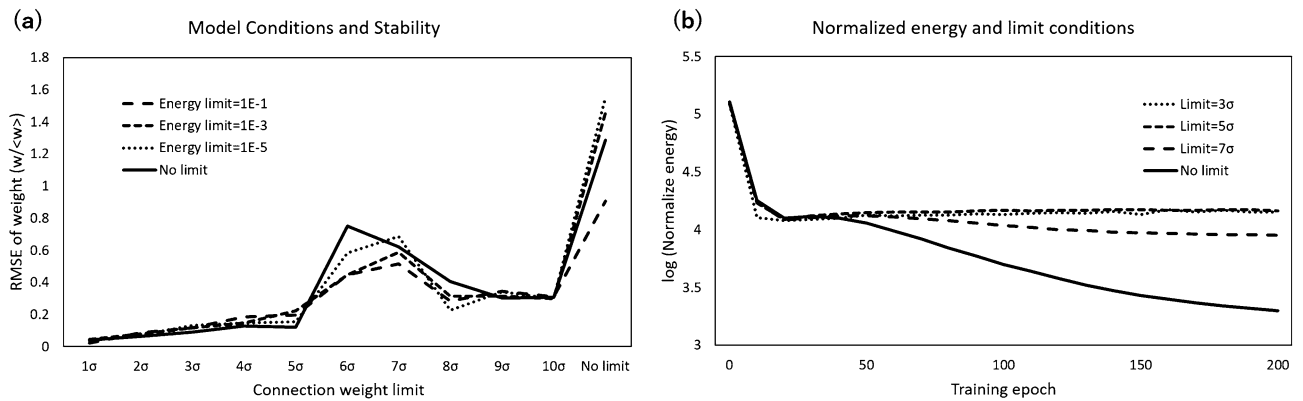 (a)
Model Conditions and Stability
1.8
1.6
1.4
1.2
1
0.8
0.6
0.4
0.2
0
RMSE of weight (w/<w>)
Energy limit=1E-1
Energy limit=1E-3
Energy limit=1E-5
No limit
1σ 2σ 3σ 4σ 5σ 6σ 7σ 8σ 9σ 10σ No limit
Connection weight limit
(b)
Normalized energy and limit conditions
5.5
5
4.5
4
3.5
3
log (Normalize energy)
Limit=3σ
Limit=5σ
Limit=7σ
No limit
0 50 100 150 200
Training epoch